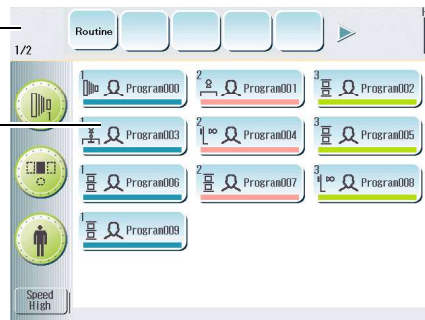 Routine
1/2
1 Program000
2 Program001
3 Program002
1
1 Program003
2 Program004
3 Program005
1 Program006
2 Program007
3 Program008
1 Program009
Speed
High